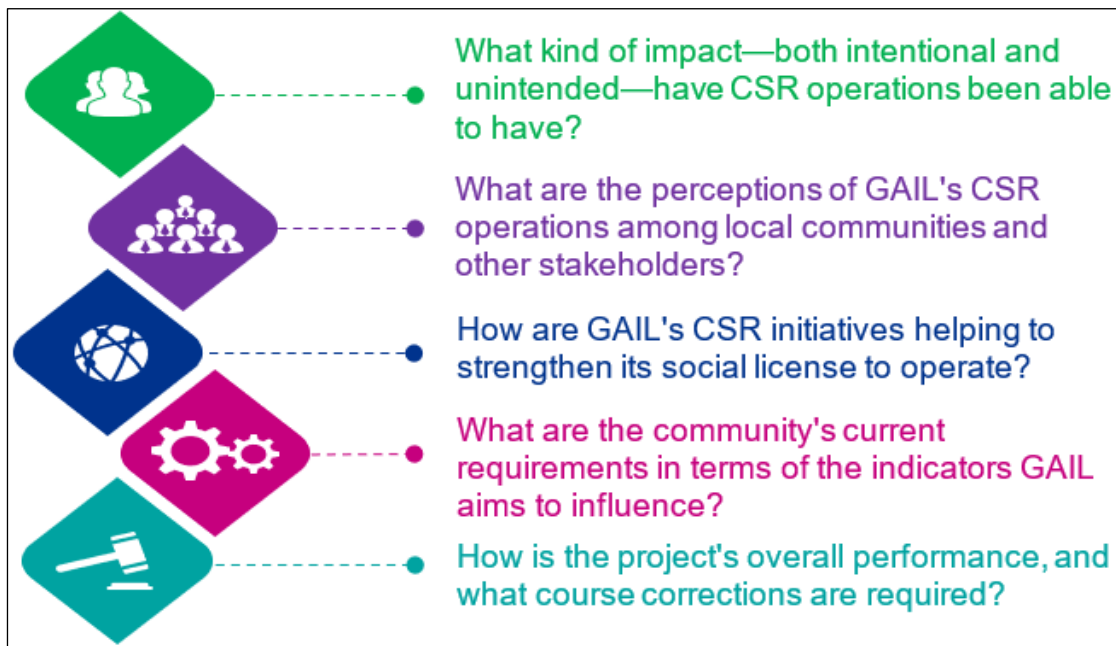 What kind of impact—both intentional and
unintended—have CSR operations been able
to have?
What are the perceptions of GAIL's CSR
operations among local communities and
other stakeholders?
How are GAIL's CSR initiatives helping to
strengthen its social license to operate?
What are the community's current
requirements in terms of the indicators GAIL
aims to influence?
How is the project's overall performance, and
what course corrections are required?